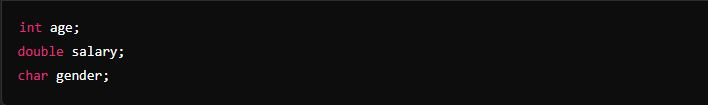 int age;
double salary;
char gender;